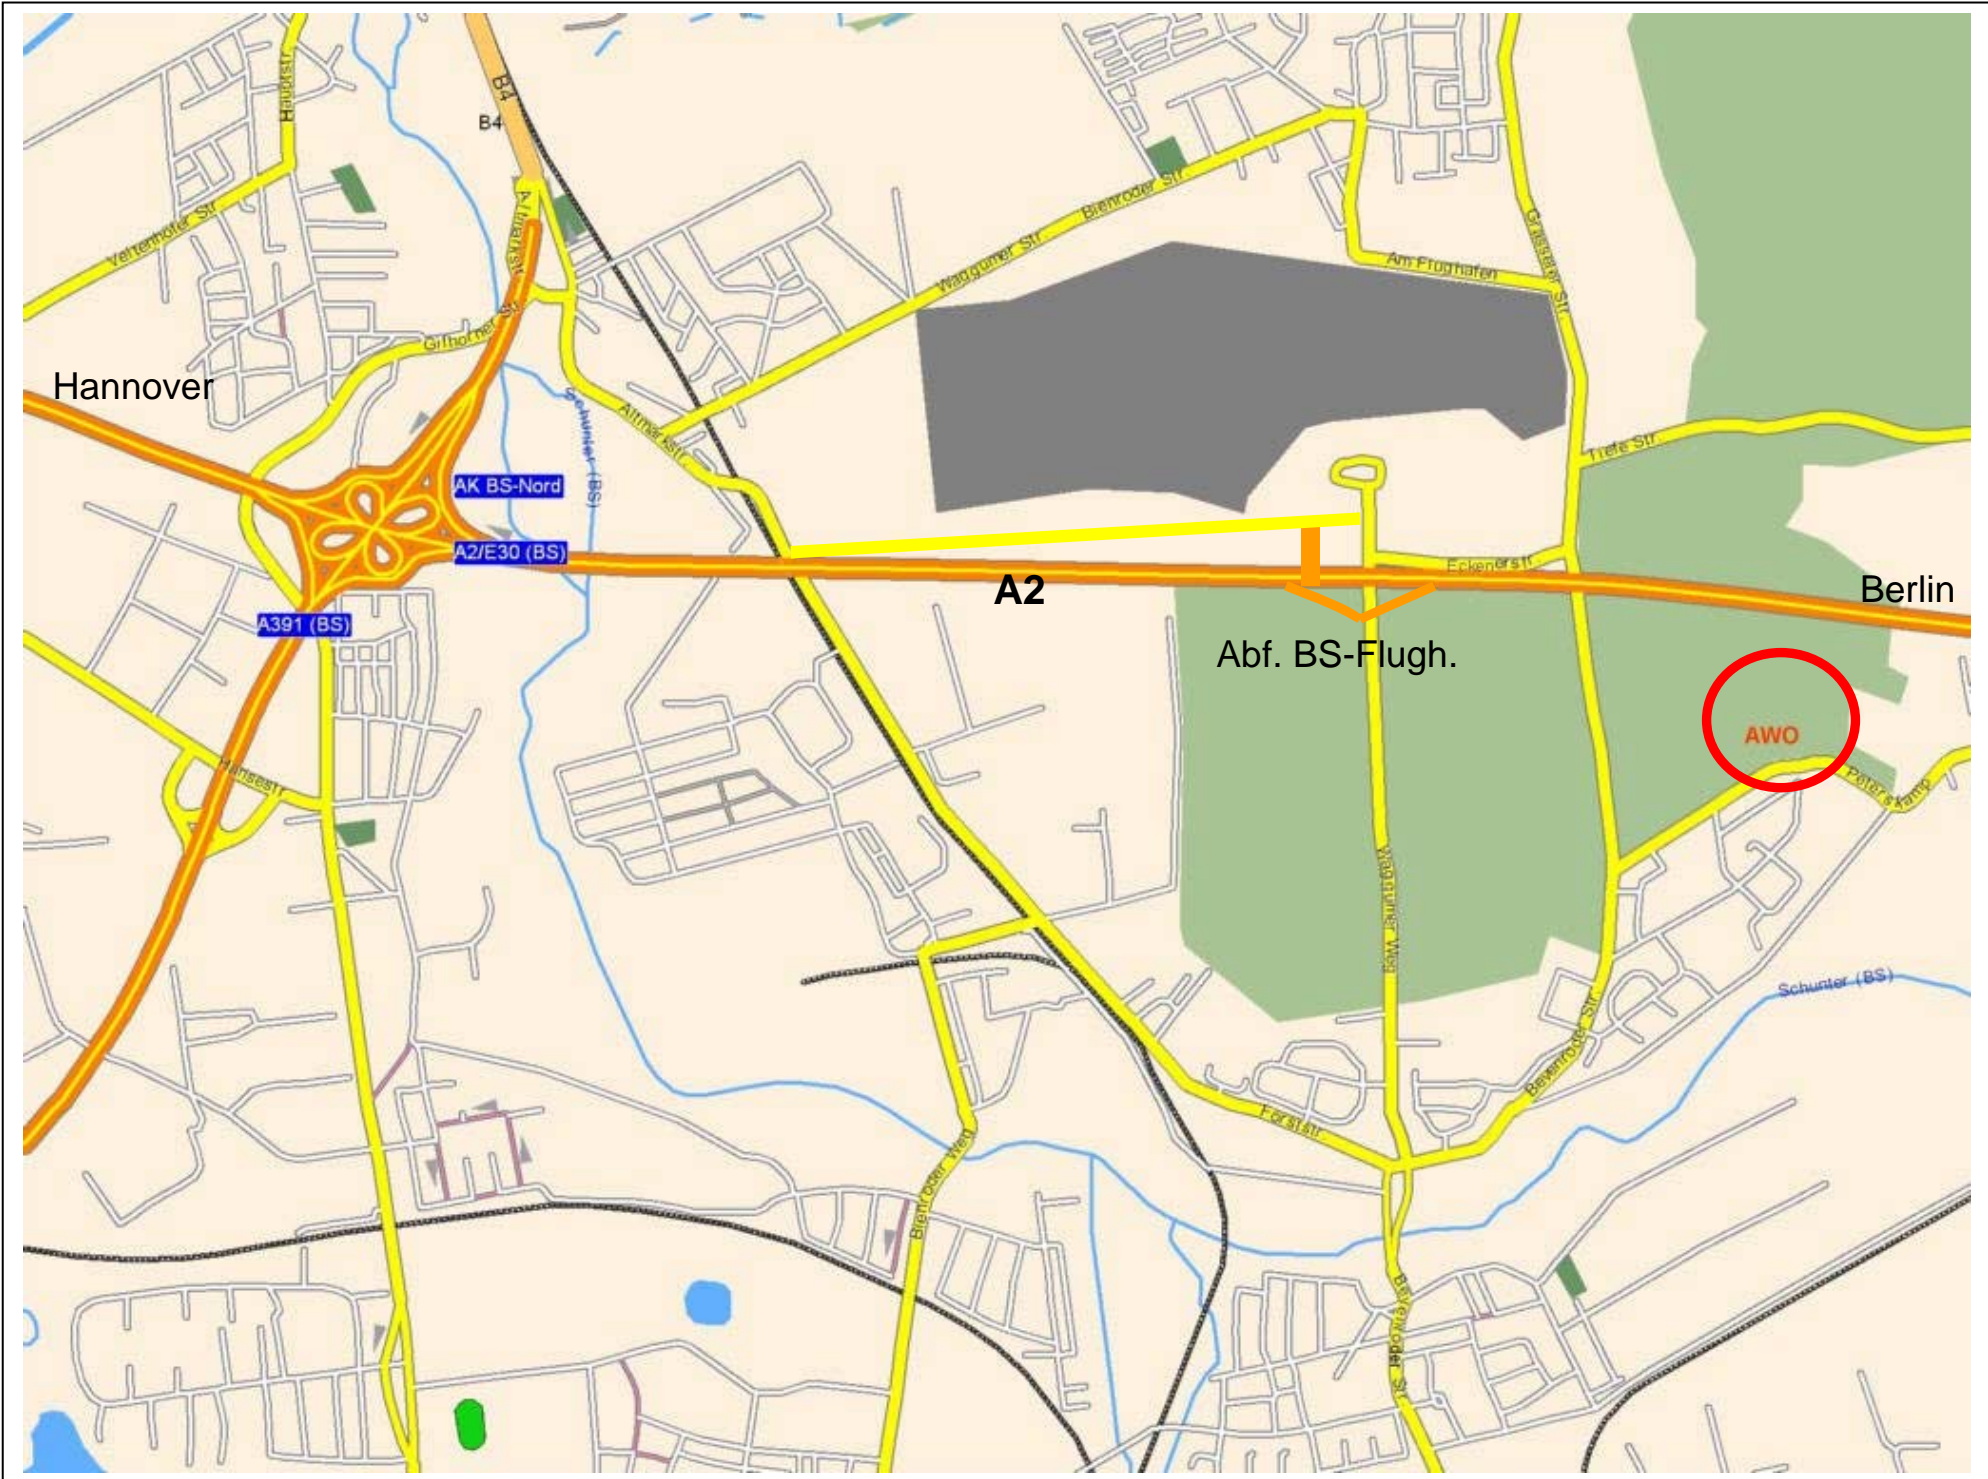 B4
Hauptstr.
B4
Altmarkstr.
Veltenhofer Str
Bienroder Str.
Waggumer Str.
Grasseler Str.
Am Flughafen
Gifhorner Str
Hannover
Schunter (BS)
Altmarkstr.
Tiefe Str
AK BS-Nord
A2/E30 (BS)
A2
Eckenerstr.
Berlin
A391 (BS)
Abf. BS-Flugh.
AWO
Hansestr
Peterskamp
Waggumer Weg
Schunter (BS)
Bevenroder Str.
Forststr.
Bienroder Weg
Bevenroder Str.